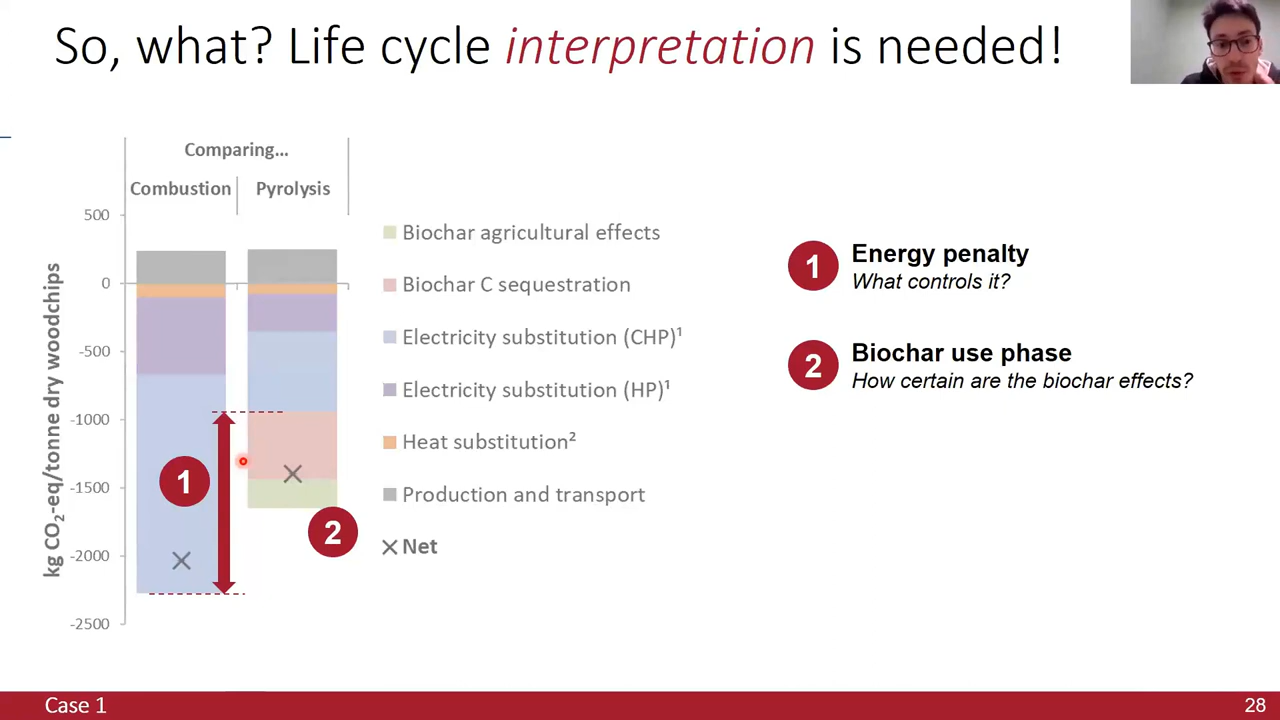 So, what? Life cycle interpretation is needed!
Comparing...
Combustion
Pyrolysis
500
0
-500
-1000
-1500
-2000
-2500
kg CO₂-eq/tonne dry woodchips
1
2
Biochar agricultural effects
Biochar C sequestration
Electricity substitution (CHP)¹
Electricity substitution (HP)¹
Heat substitution²
Production and transport
Net
1
Energy penalty
What controls it?
2
Biochar use phase
How certain are the biochar effects?
Case 1
28